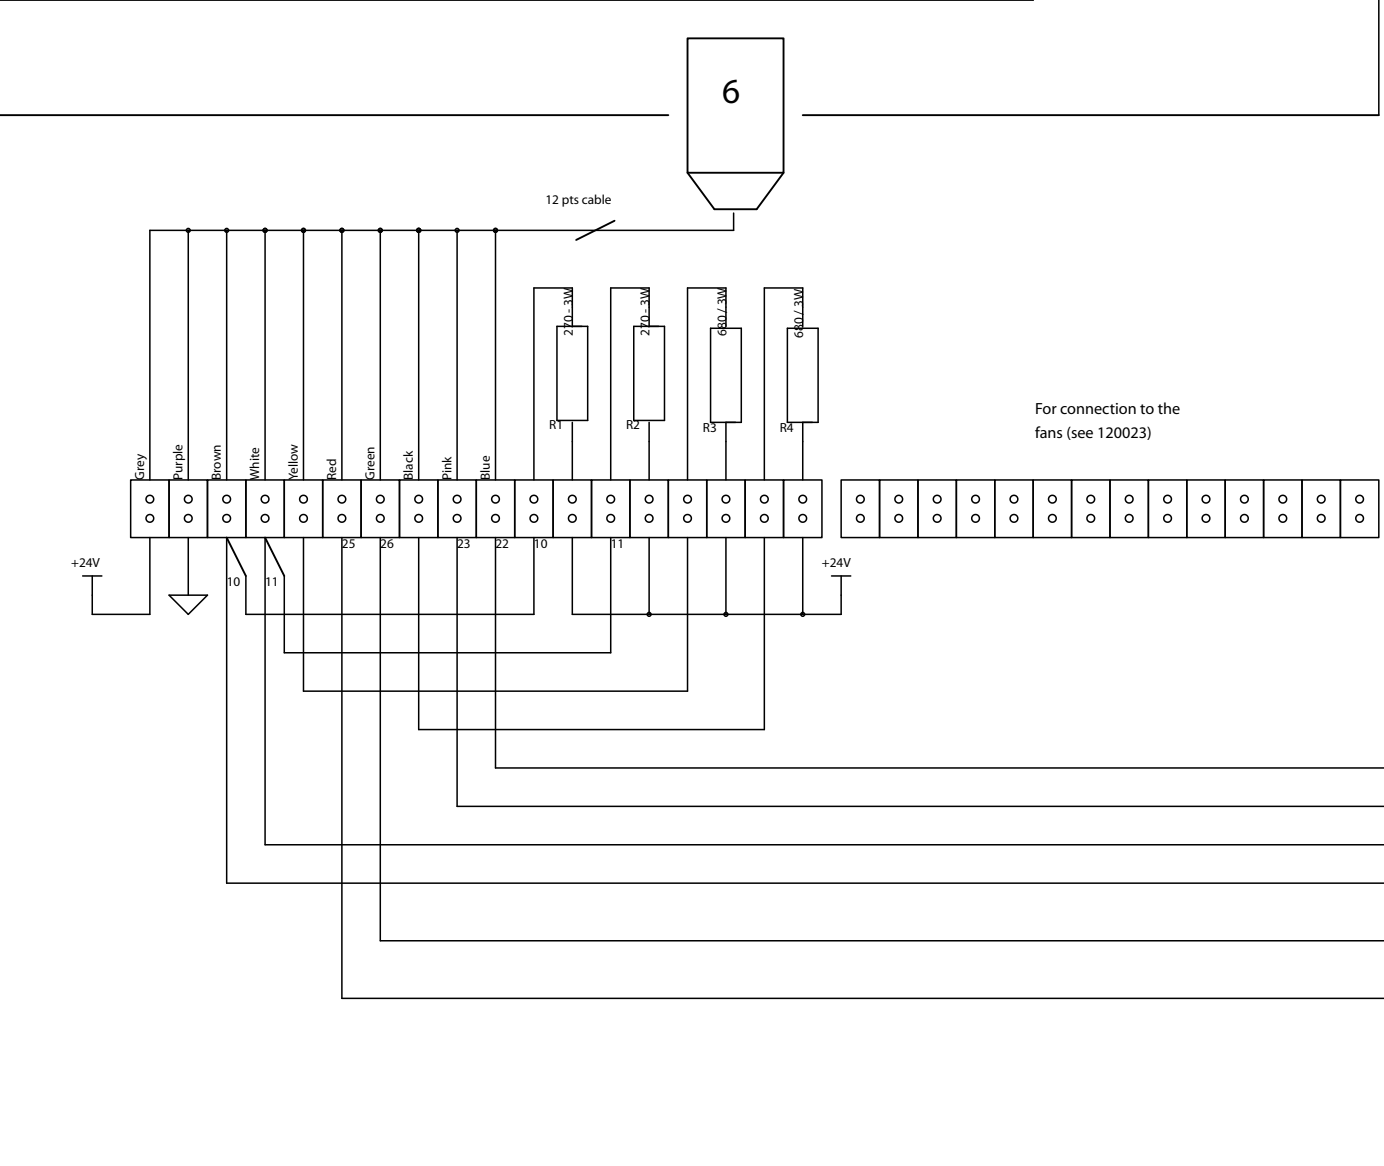 6
12 pts cable
270 - 3W
270 - 3W
680 / 3W
680 / 3W
R1
R2
R3
R4
For connection to the
fans (see 120023)
Grey
Purple
Brown
White
Yellow
Red
Green
Black
Pink
Blue
25
26
23
22
10
11
+24V
10
11
+24V